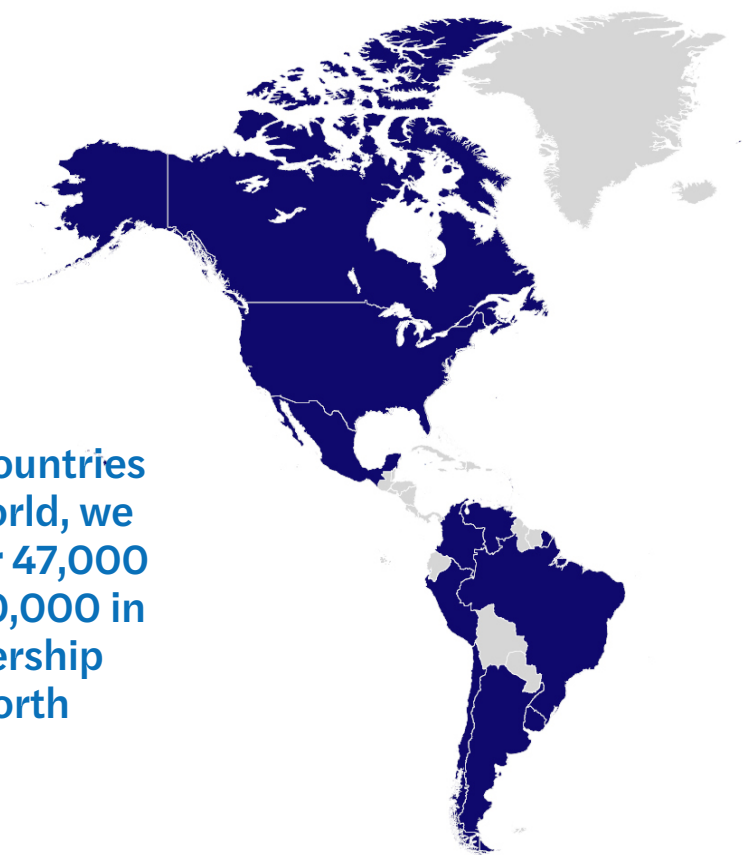 ountries
orld, we
r 47,000
0,000 in
ership
orth